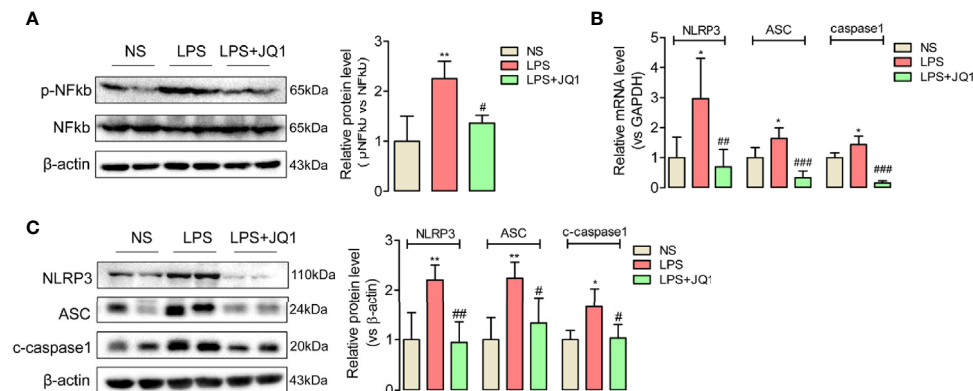 A
NS LPS LPS+JQ1
p-NFkb 65kDa
NFkb 65kDa
β-actin 43kDa
Relative protein level
(pNFkb vs NFkb)
3
2
1
0
**
#
NS
LPS
LPS+JQ1
B
NLRP3 ASC caspase1
Relative mRNA level
(vs GAPDH)
5
4
3
2
1
0
* ## * ### * ###
NS
LPS
LPS+JQ1
C
NS LPS LPS+JQ1
NLRP3 110kDa
ASC 24kDa
c-caspase1 20kDa
β-actin 43kDa
NLRP3 ASC c-caspase1
Relative protein level
(vs β-actin)
3
2
1
0
** ## ** # * #
NS
LPS
LPS+JQ1